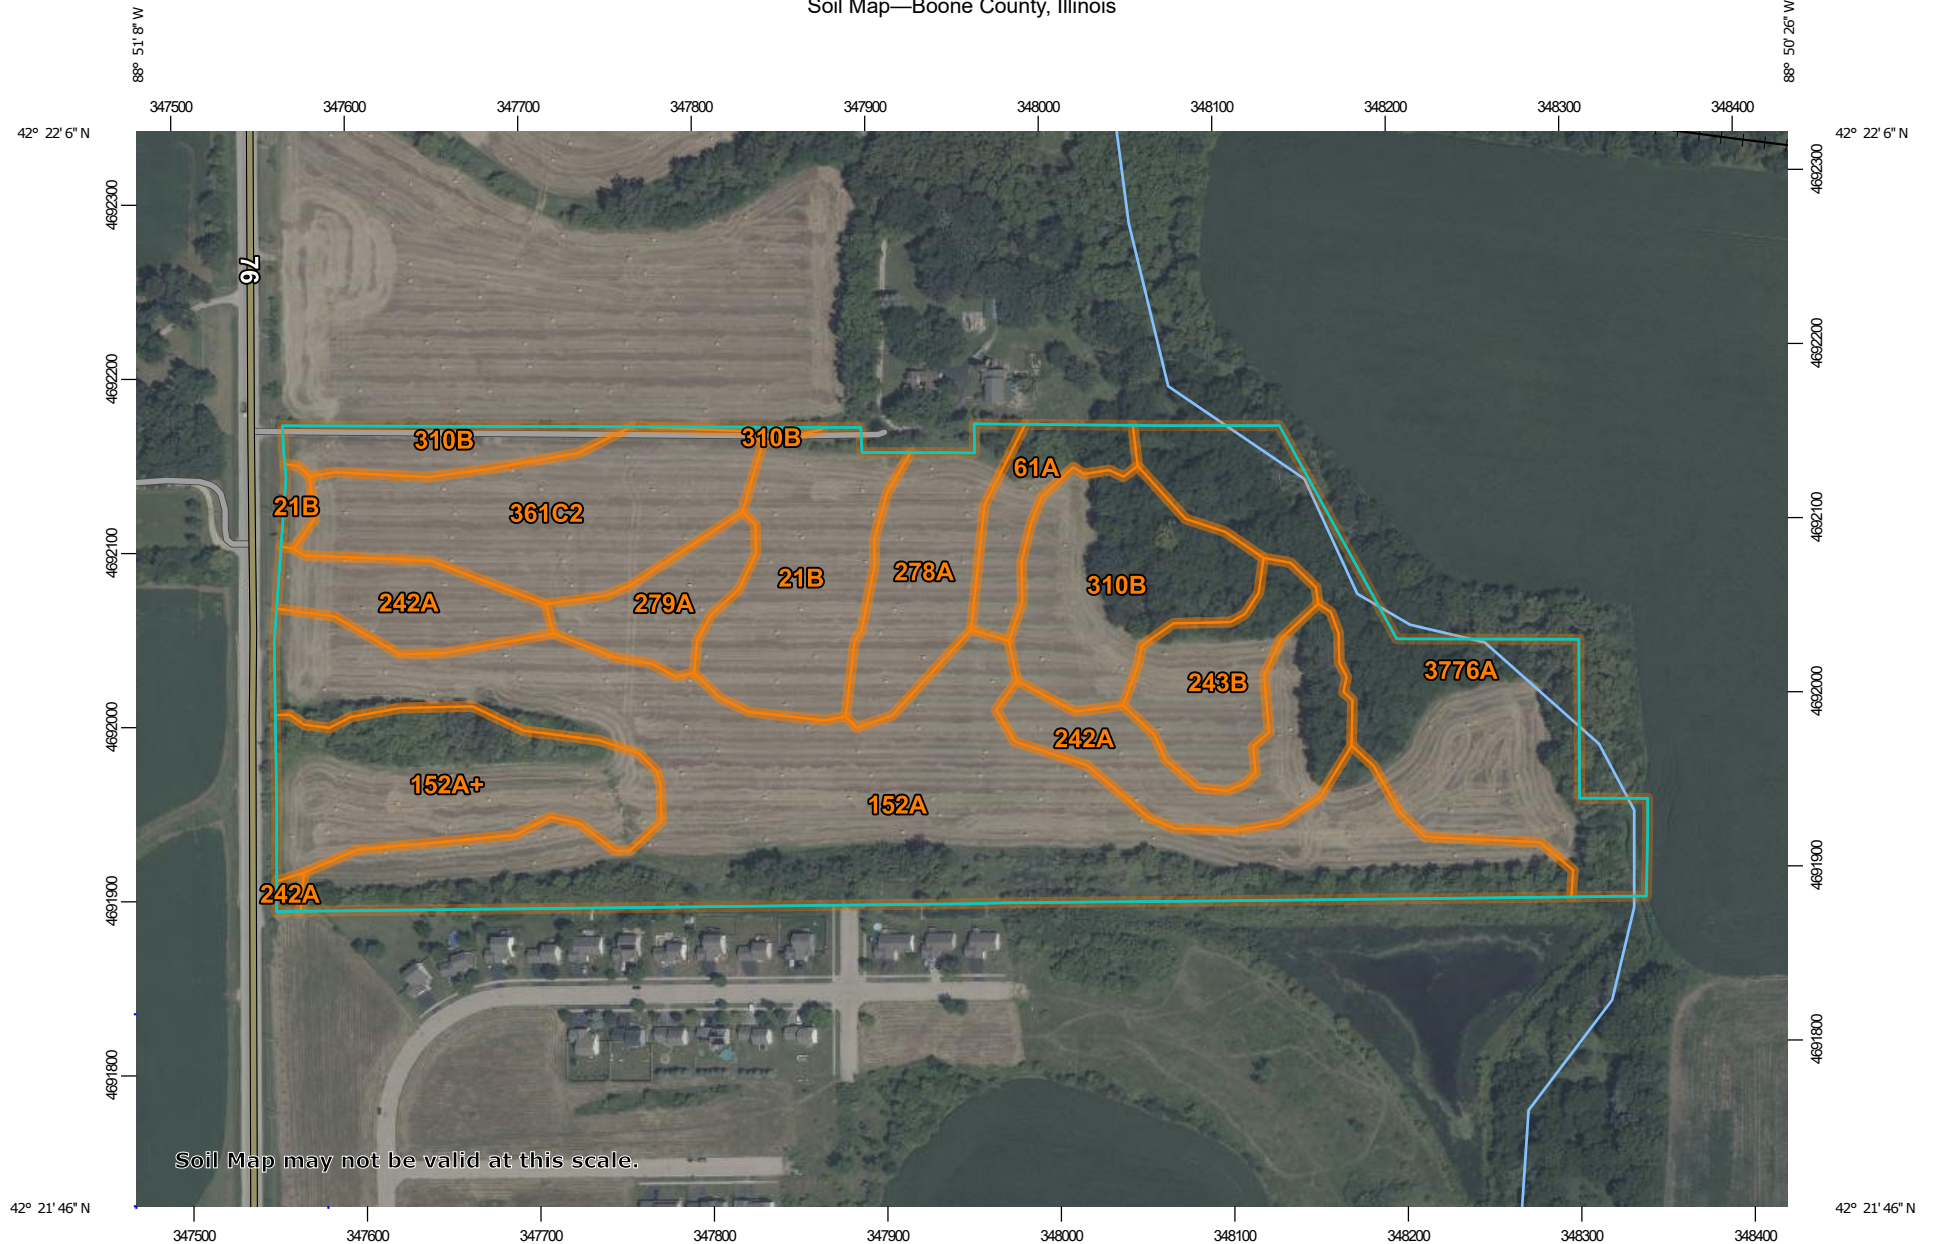 Soil Map—Boone County, Illinois
88° 51' 8" W
88° 50' 26" W
347500 347600 347700 347800 347900 348000 348100 348200 348300 348400
42° 22' 6" N
42° 22' 6" N
4692300
4692300
76
4692200
4692200
310B
310B
61A
21B
361C2
4692100
4692100
21B
278A
310B
242A
279A
3776A
243B
4692000
4692000
242A
152A+
152A
4691900
4691900
242A
4691800
4691800
Soil Map may not be valid at this scale.
42° 21' 46" N
42° 21' 46" N
347500 347600 347700 347800 347900 348000 348100 348200 348300 348400